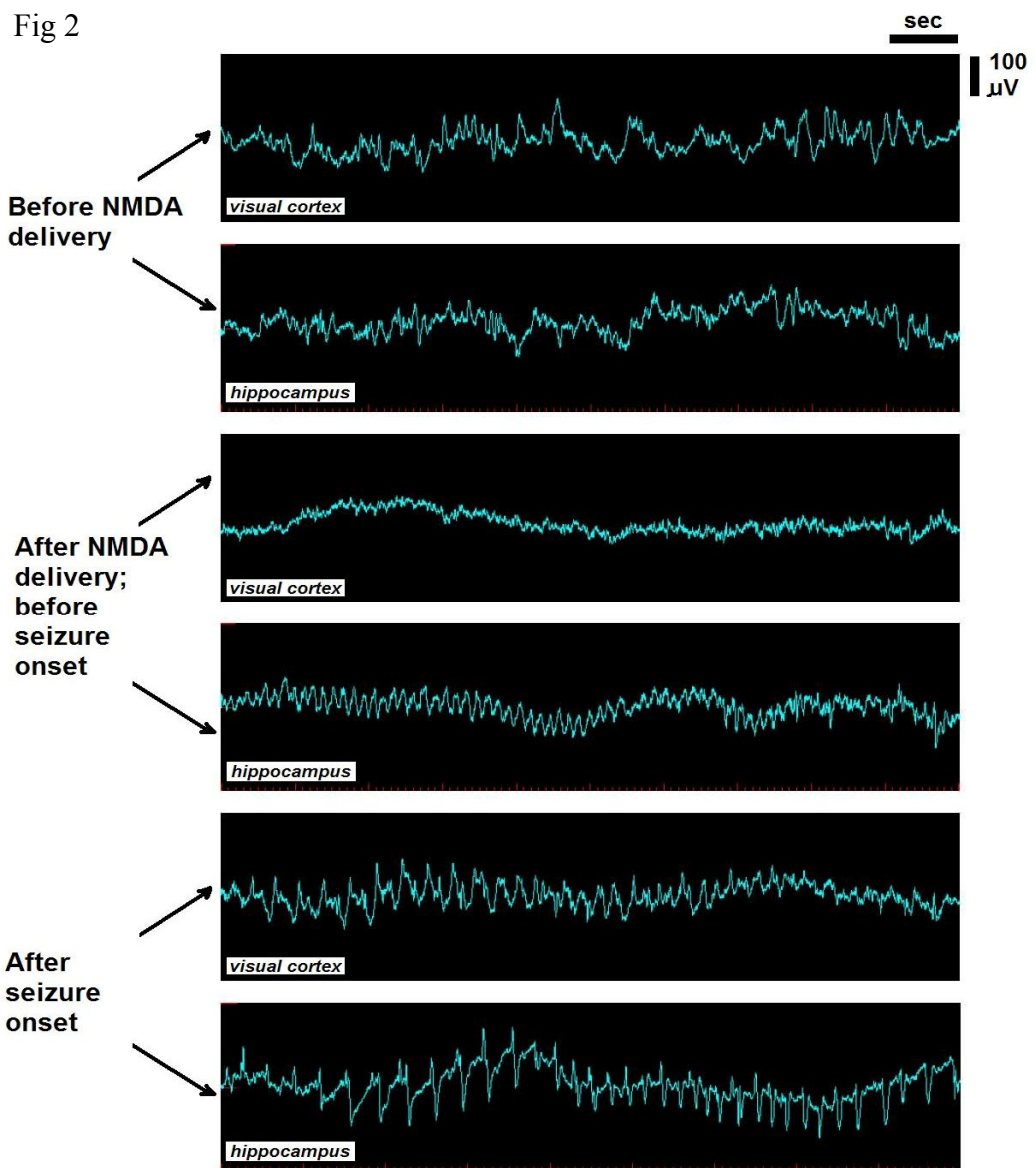 Fig 2
sec
100
µV
Before NMDA
delivery
visual cortex
hippocampus
After NMDA
delivery;
before
seizure
onset
visual cortex
hippocampus
After
seizure
onset
visual cortex
hippocampus